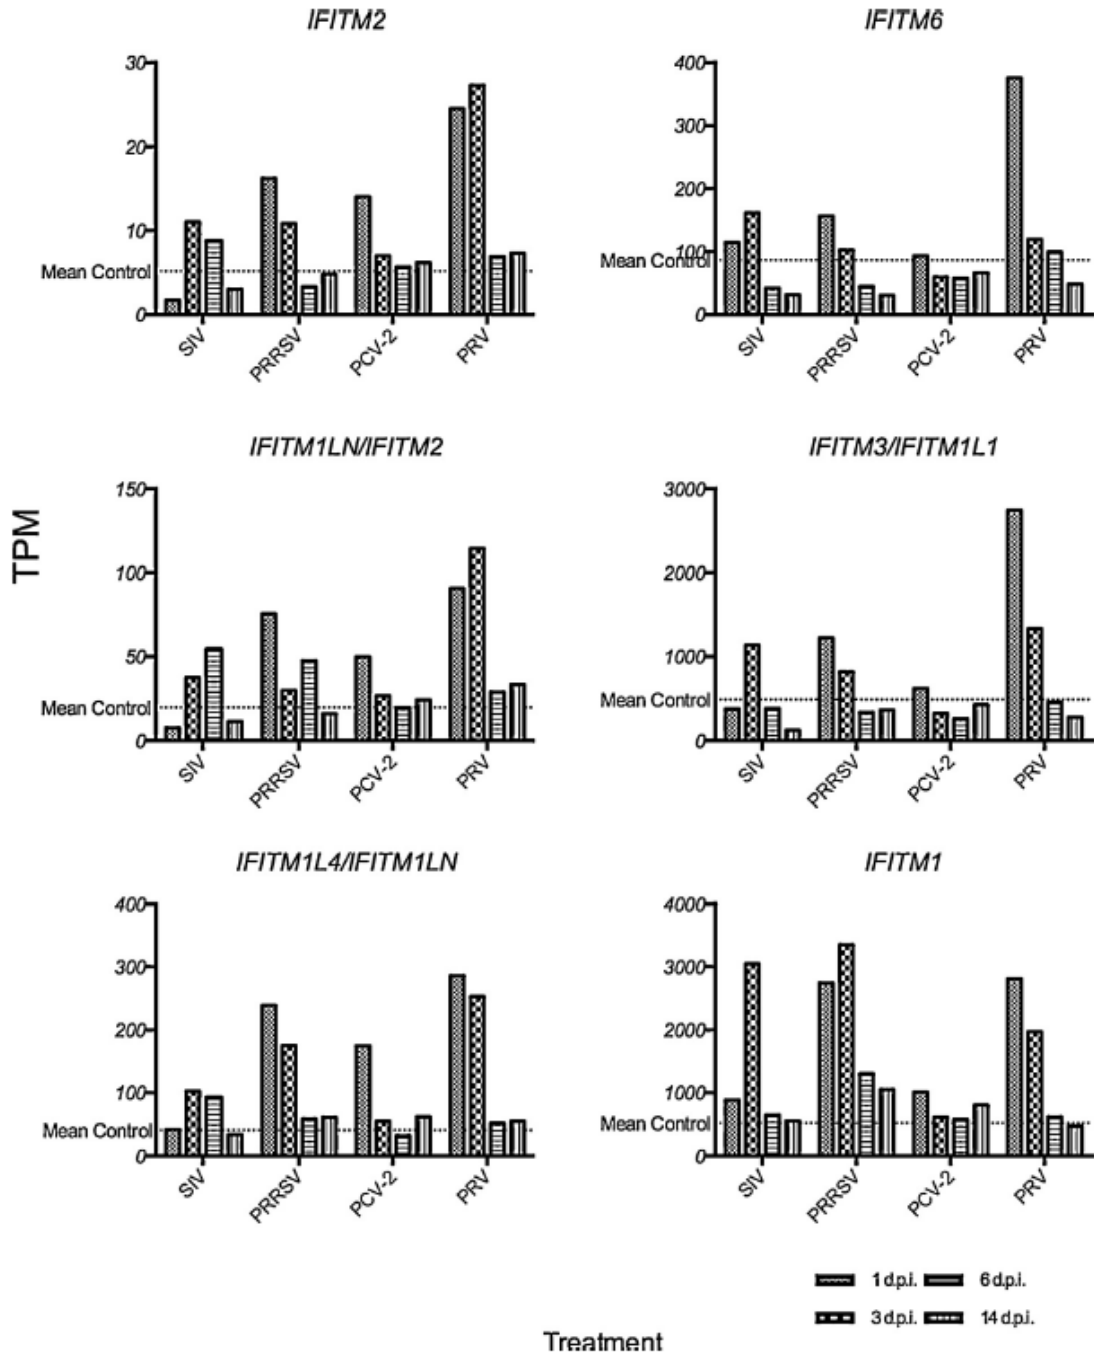 IFITM2
30
20
10
Mean Control
0
SIV
PRRSV
PCV-2
PRV
IFITM6
400
300
200
100
Mean Control
0
SIV
PRRSV
PCV-2
PRV
TPM
IFITM1LN/IFITM2
150
100
50
Mean Control
0
SIV
PRRSV
PCV-2
PRV
IFITM3/IFITM1L1
3000
2000
1000
Mean Control
0
SIV
PRRSV
PCV-2
PRV
IFITM1L4/IFITM1LN
400
300
200
100
Mean Control
0
SIV
PRRSV
PCV-2
PRV
IFITM1
4000
3000
2000
1000
Mean Control
0
SIV
PRRSV
PCV-2
PRV
1 d.p.i.
6 d.p.i.
3 d.p.i.
14 d.p.i.
Treatment